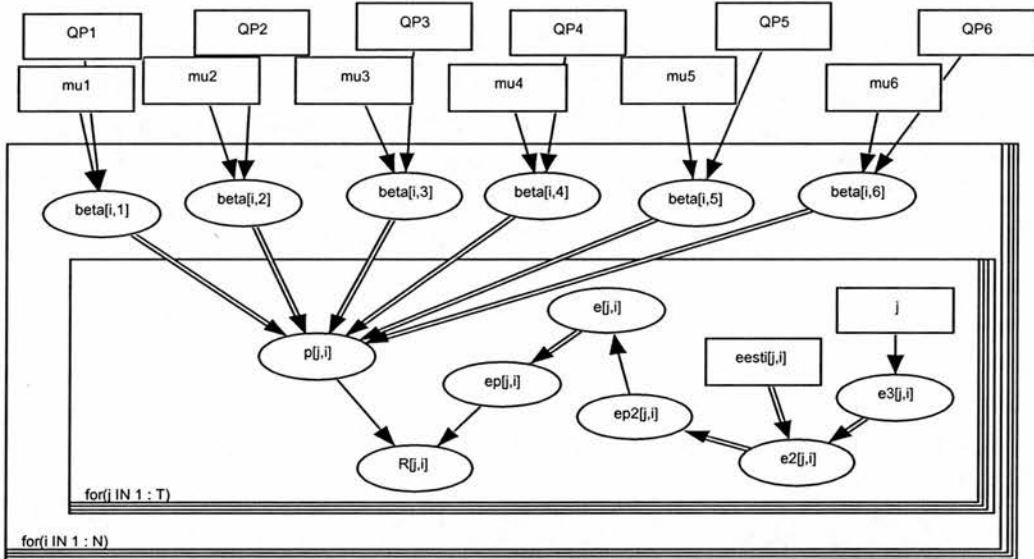 QP1
QP2
QP3
QP4
QP5
QP6
mu1
mu2
mu3
mu4
mu5
mu6
beta[i,1]
beta[i,2]
beta[i,3]
beta[i,4]
beta[i,5]
beta[i,6]
e[j,i]
j
p[j,i]
eesti[j,i]
ep[j,i]
e3[j,i]
ep2[j,i]
R[j,i]
e2[j,i]
for(j IN 1 : T)
for(i IN 1 : N)